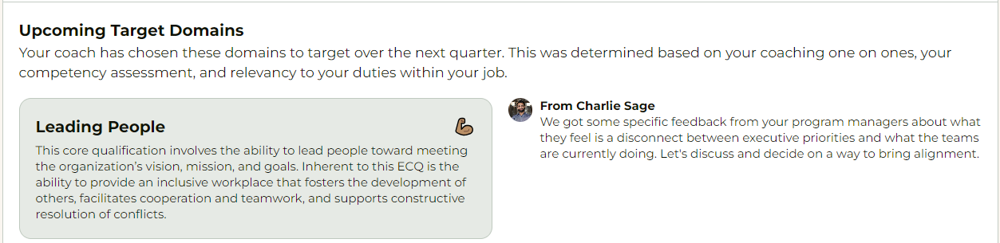 Upcoming Target Domains
Your coach has chosen these domains to target over the next quarter. This was determined based on your coaching one on ones, your
competency assessment, and relevancy to your duties within your job.
Leading People
This core qualification involves the ability to lead people toward meeting
the organization's vision, mission, and goals. Inherent to this ECQ is the
ability to provide an inclusive workplace that fosters the development of
others, facilitates cooperation and teamwork, and supports constructive
resolution of conflicts.
From Charlie Sage
We got some specific feedback from your program managers about what
they feel is a disconnect between executive priorities and what the teams
are currently doing. Let's discuss and decide on a way to bring alignment.